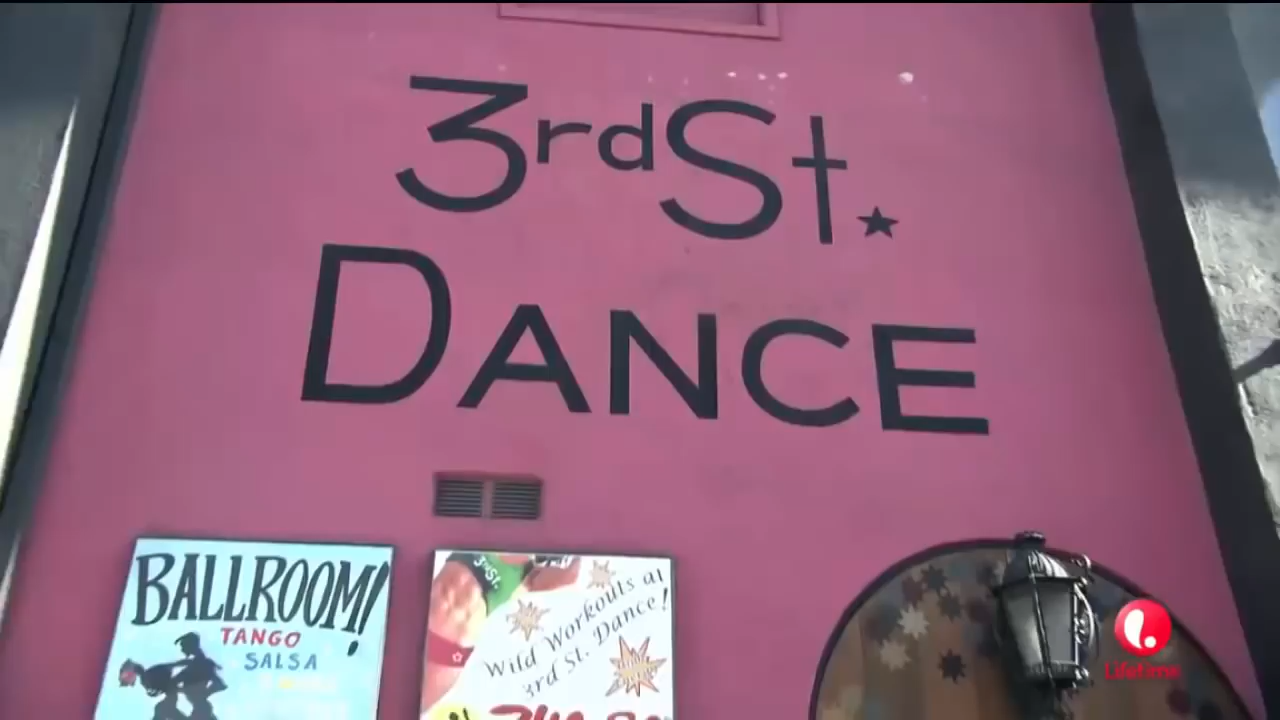 3rd St.
DANCE
BALLROOM!
TANGO
SALSA
3rd St.
Wild Workouts at
3rd St. Dance!
Lifetime